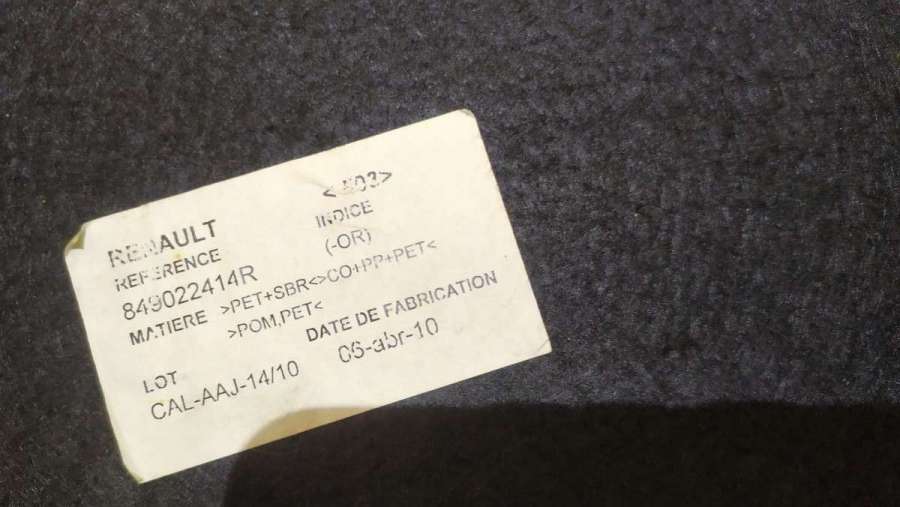 RENAULT
REFERENCE
849022414R
INDICE
(-OR)
MATIERE >PET+SBR<>CO+PP+PET<
>POM,PET<
LOT
CAL-AAJ-14/10
DATE DE FABRICATION
06-abr-10